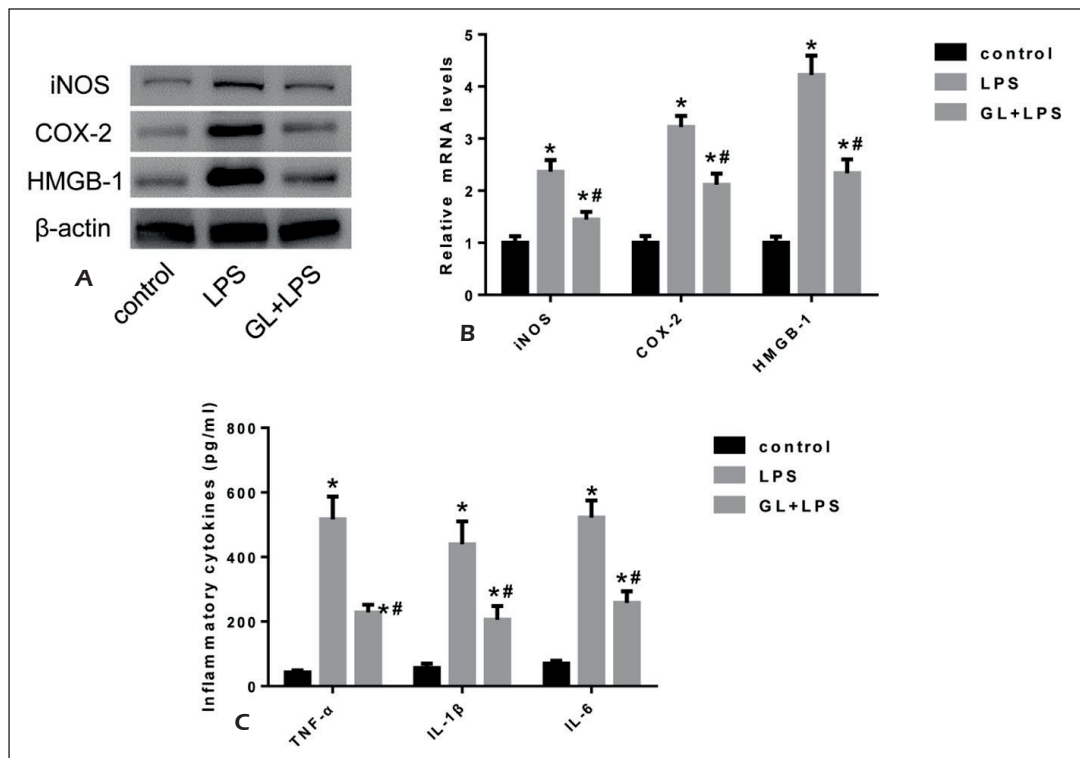 iNOS
COX-2
HMGB-1
β-actin
A
control
LPS
GL+LPS
Relative mRNA levels
5
4
3
2
1
0
*
*
*
*#
*#
*#
iNOS
COX-2
HMGB-1
B
control
LPS
GL+LPS
Inflammatory cytokines (pg/ml)
800
600
400
200
0
*
*
*
*#
*#
*#
TNF-α
IL-1β
IL-6
C
control
LPS
GL+LPS